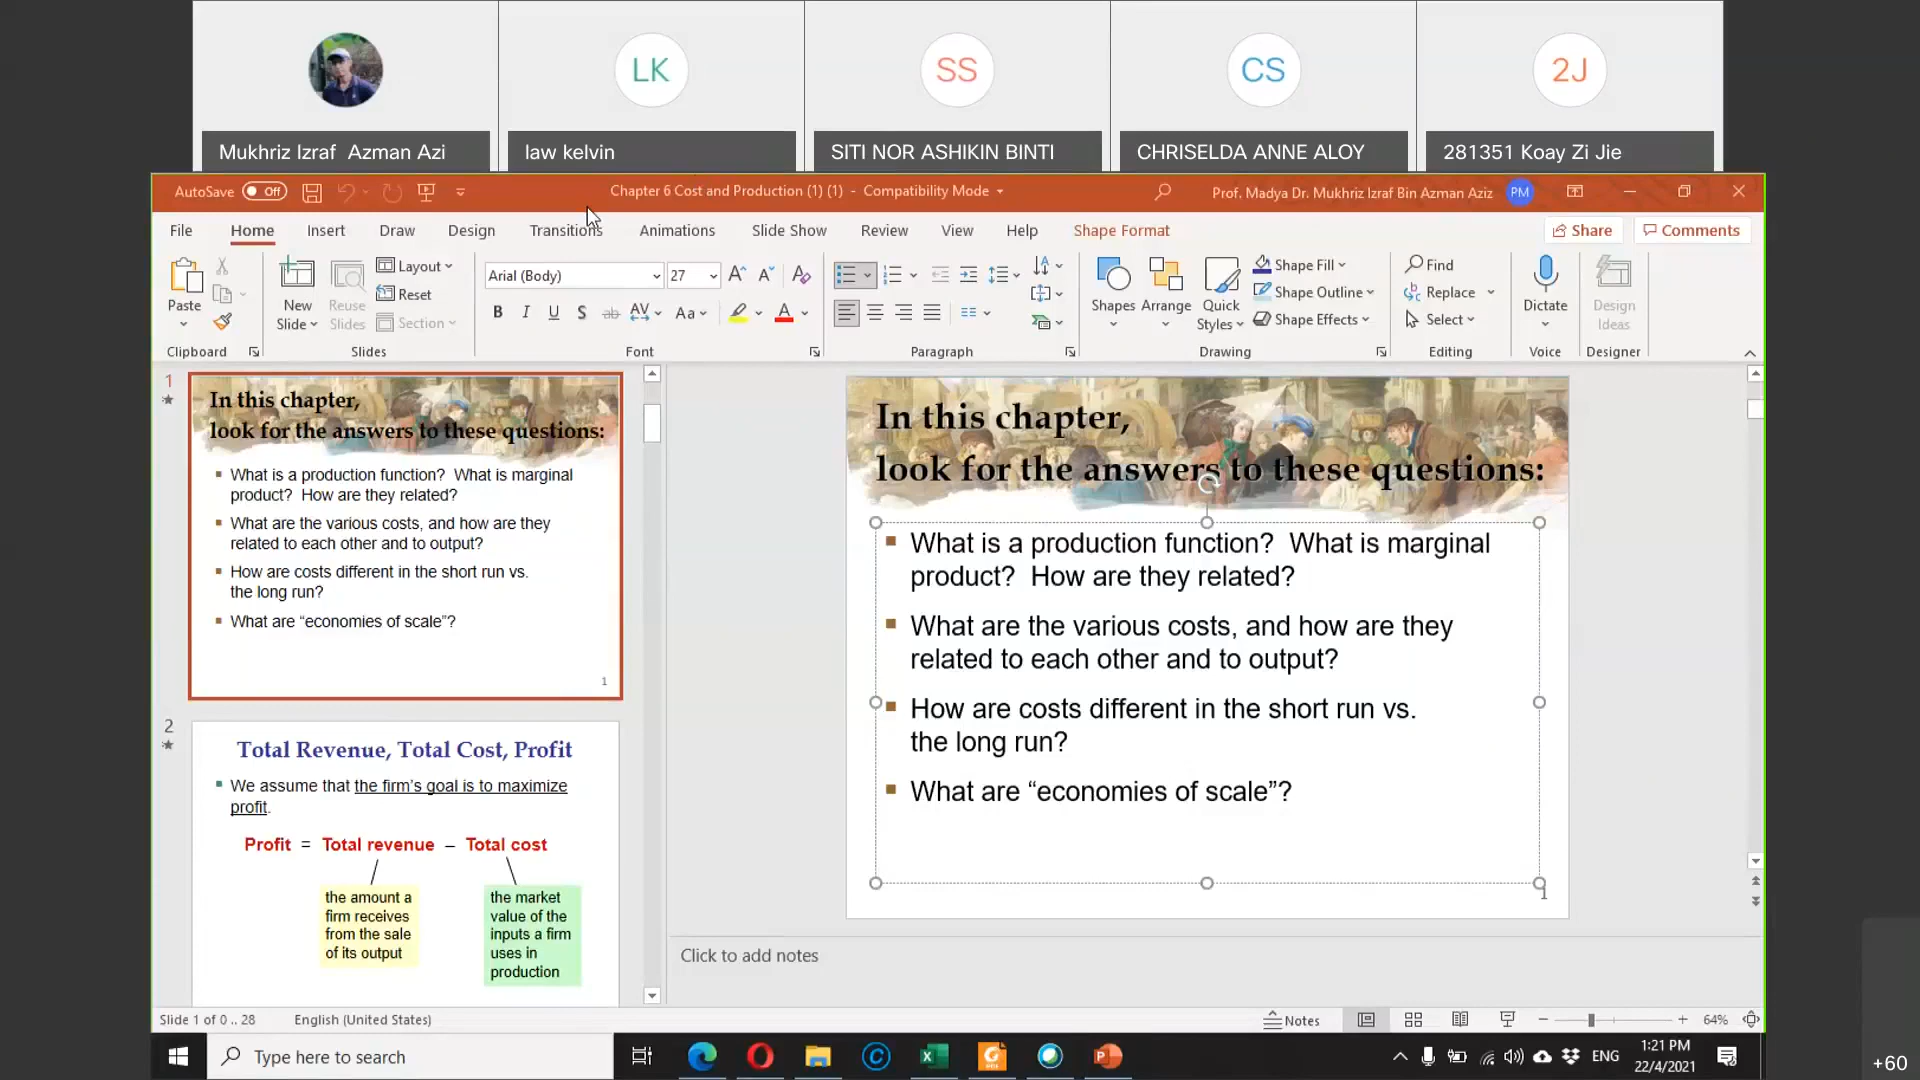 LK
SS
CS
2J
Mukhriz Izraf Azman Azi
law kelvin
SITI NOR ASHIKIN BINTI
CHRISELDA ANNE ALOY
281351 Koay Zi Jie
AutoSave Off
Chapter 6 Cost and Production (1) (1) - Compatibility Mode
Prof. Madya Dr. Mukhriz Izraf Bin Azman Aziz PM
File Home Insert Draw Design Transitions Animations Slide Show Review View Help Shape Format
Share Comments
Paste
Clipboard
New
Slide
Reuse
Slides
Layout
Reset
Section
Slides
Arial (Body) 27
B I U S ab AV Aa A
Font
Paragraph
Shapes
Arrange
Quick
Styles
Shape Fill
Shape Outline
Shape Effects
Drawing
Find
Replace
Select
Editing
Dictate
Voice
Design
Ideas
Designer
1
In this chapter,
look for the answers to these questions:
What is a production function? What is marginal
product? How are they related?
What are the various costs, and how are they
related to each other and to output?
How are costs different in the short run vs.
the long run?
What are “economies of scale”?
1
2
Total Revenue, Total Cost, Profit
We assume that the firm’s goal is to maximize
profit.
Profit = Total revenue – Total cost
the amount a
firm receives
from the sale
of its output
the market
value of the
inputs a firm
uses in
production
In this chapter,
look for the answers to these questions:
What is a production function? What is marginal
product? How are they related?
What are the various costs, and how are they
related to each other and to output?
How are costs different in the short run vs.
the long run?
What are “economies of scale”?
1
Click to add notes
Slide 1 of 0 .. 28 English (United States)
Notes
64%
Type here to search
ENG
1:21 PM
22/4/2021
+60